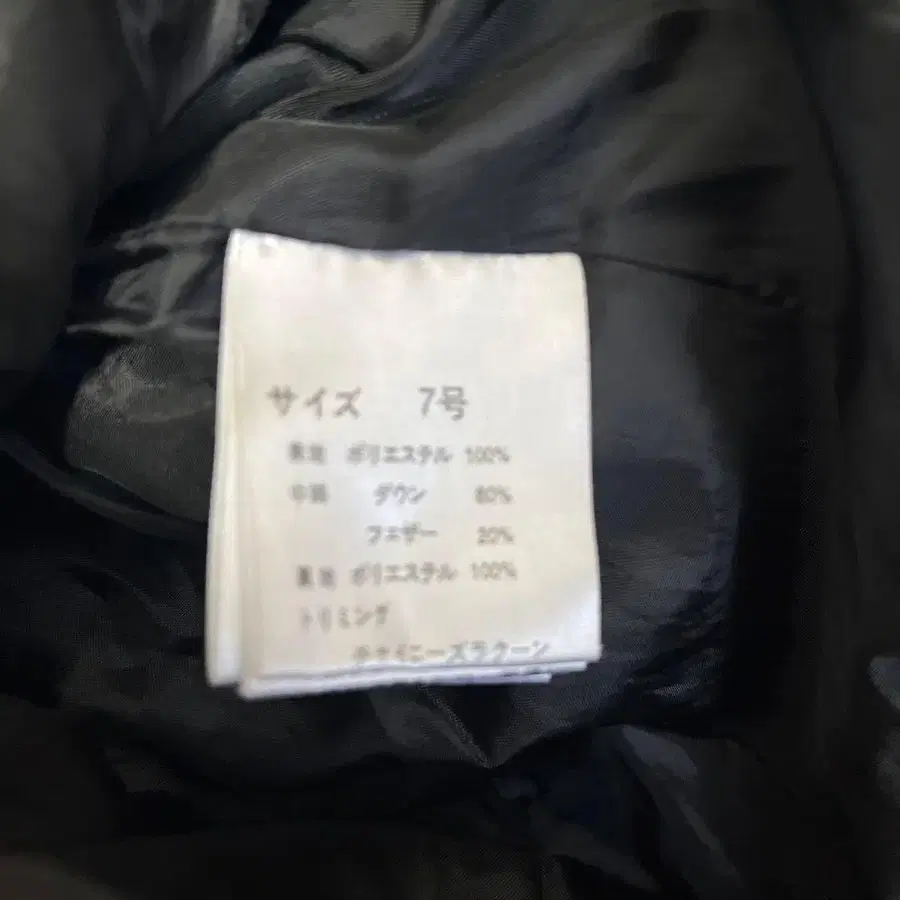 サイズ 7号
表地 ポリエステル 100%
中綿 ダウン 80%
フェザー 20%
裏地 ポリエステル 100%
トリミング
チャイニーズラクーン